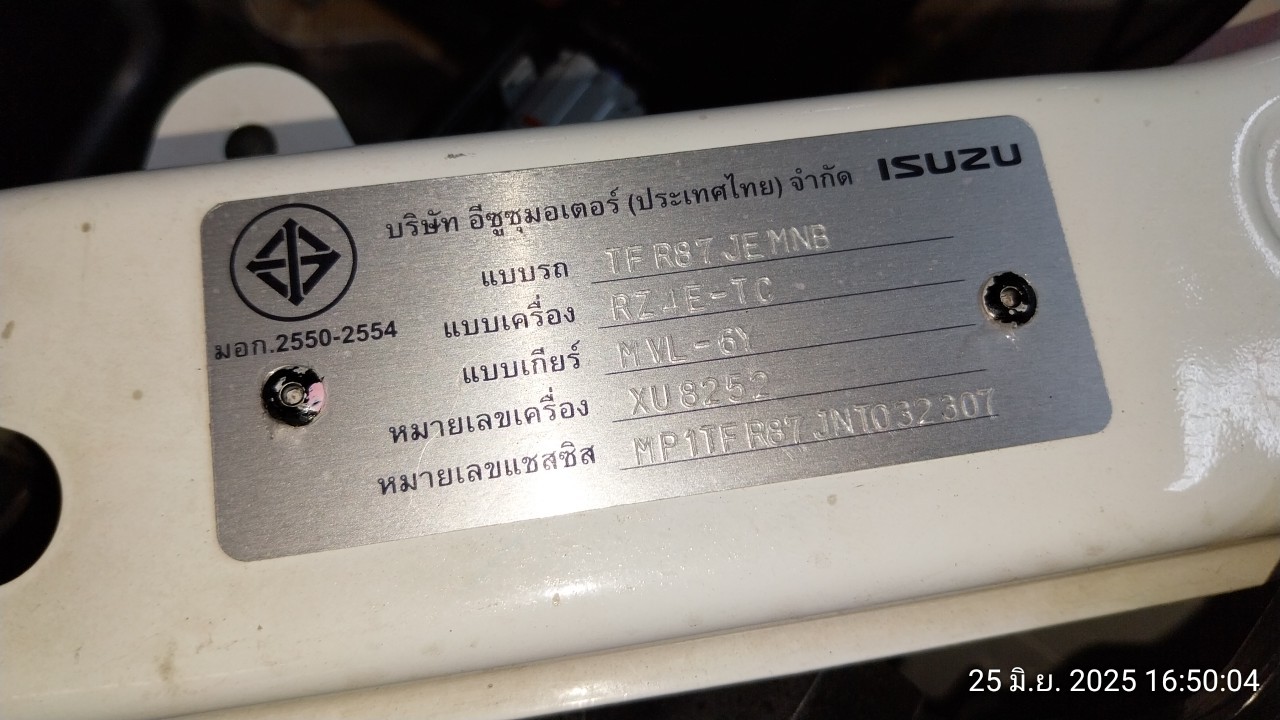 บริษัท อีซูซุมอเตอร์ (ประเทศไทย) จำกัด ISUZU
แบบรถ TFR87JEMNB
มอก.2550-2554
แบบเครื่อง RZ4E-TC
แบบเกียร์ MVL-6Y
หมายเลขเครื่อง XU8252
หมายเลขแชสซิส MP1TFR87JNT032307
25 มิ.ย. 2025 16:50:04